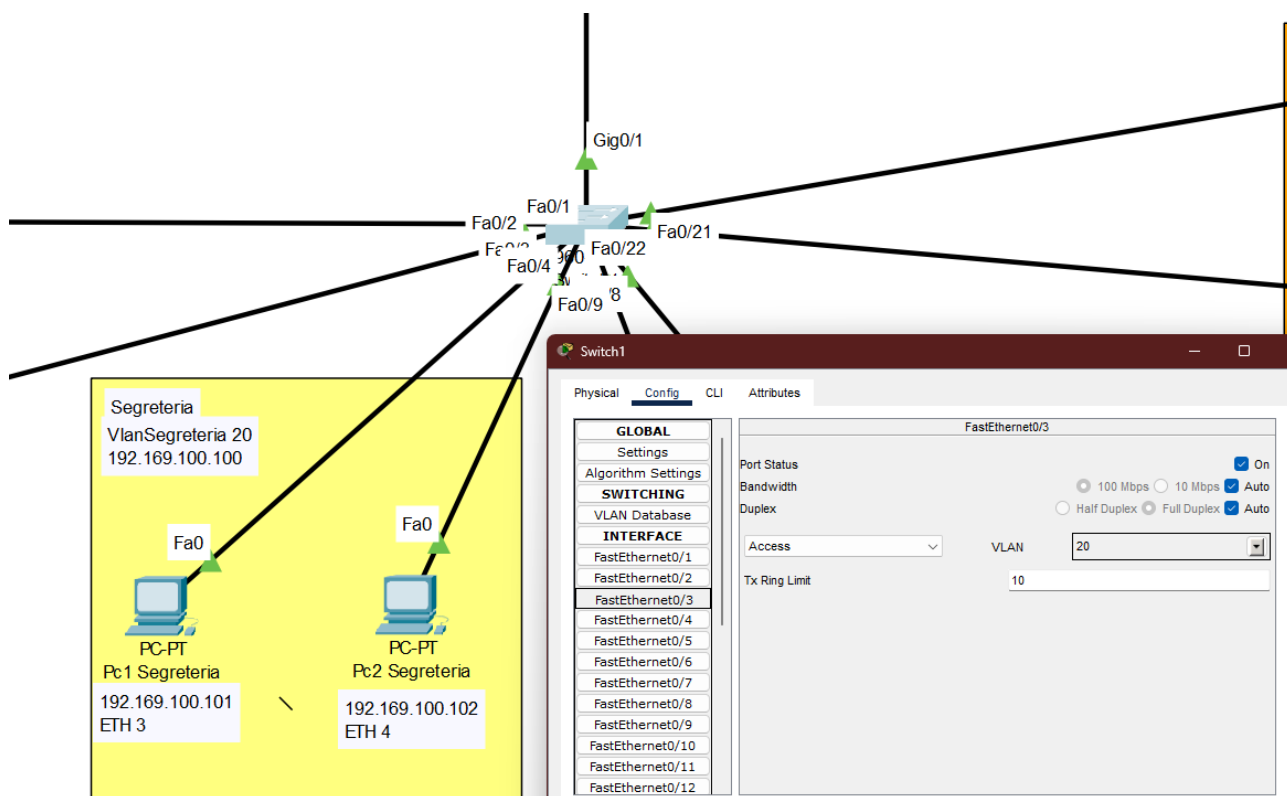 Gig0/1
Fa0/1
Fa0/2
Fa0/21
Fa0/22
Fa0/4
Fa0/9
Segreteria
VlanSegreteria 20
192.169.100.100
Fa0
Fa0
PC-PT
Pc1 Segreteria
PC-PT
Pc2 Segreteria
192.169.100.101
ETH 3
192.169.100.102
ETH 4
Switch1
Physical Config CLI Attributes
GLOBAL
Settings
Algorithm Settings
SWITCHING
VLAN Database
INTERFACE
FastEthernet0/1
FastEthernet0/2
FastEthernet0/3
FastEthernet0/4
FastEthernet0/5
FastEthernet0/6
FastEthernet0/7
FastEthernet0/8
FastEthernet0/9
FastEthernet0/10
FastEthernet0/11
FastEthernet0/12
FastEthernet0/3
Port Status On
Bandwidth 100 Mbps 10 Mbps Auto
Duplex Half Duplex Full Duplex Auto
Access VLAN 20
Tx Ring Limit 10